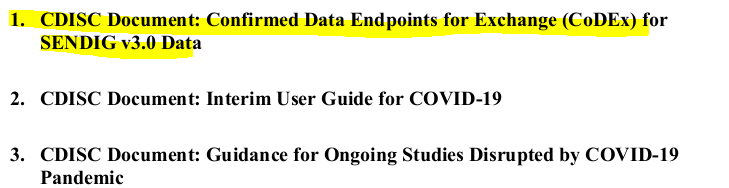 1. CDISC Document: Confirmed Data Endpoints for Exchange (CoDEx) for
SENDIG v3.0 Data
2. CDISC Document: Interim User Guide for COVID-19
3. CDISC Document: Guidance for Ongoing Studies Disrupted by COVID-19
Pandemic